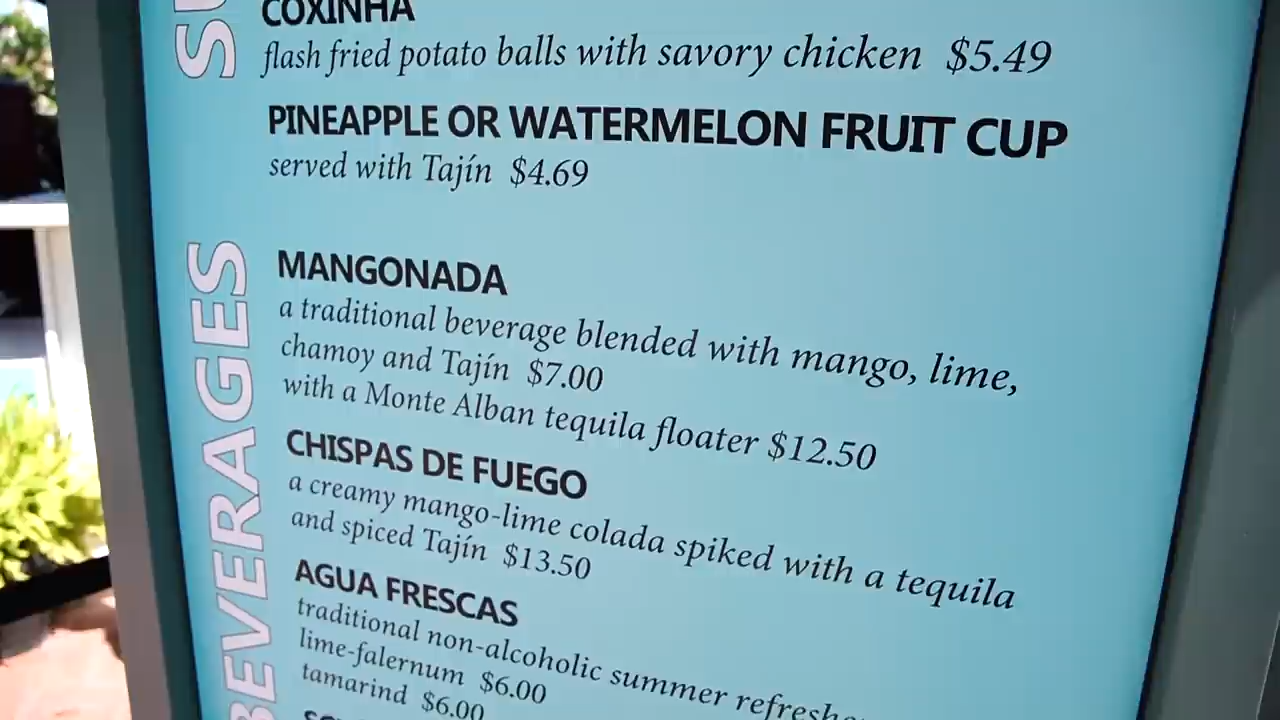 COXINHA
flash fried potato balls with savory chicken $5.49
PINEAPPLE OR WATERMELON FRUIT CUP
served with Tajín $4.69
BEVERAGES
MANGONADA
a traditional beverage blended with mango, lime,
chamoy and Tajín $7.00
with a Monte Alban tequila floater $12.50
CHISPAS DE FUEGO
a creamy mango-lime colada spiked with a tequila
and spiced Tajín $13.50
AGUA FRESCAS
traditional non-alcoholic summer
lime-falernum $6.00
tamarind $6.00